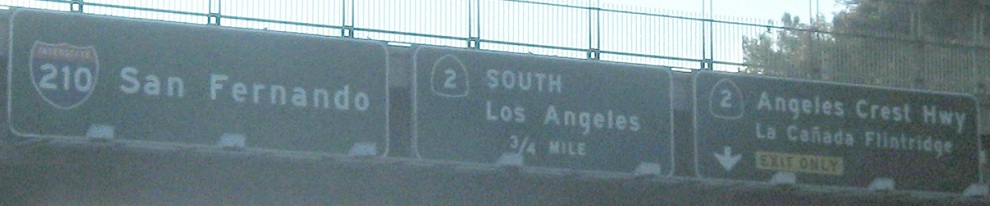 INTERSTATE
210 San Fernando
2 SOUTH
Los Angeles
3/4 MILE
2 Angeles Crest Hwy
La Cañada Flintridge
EXIT ONLY